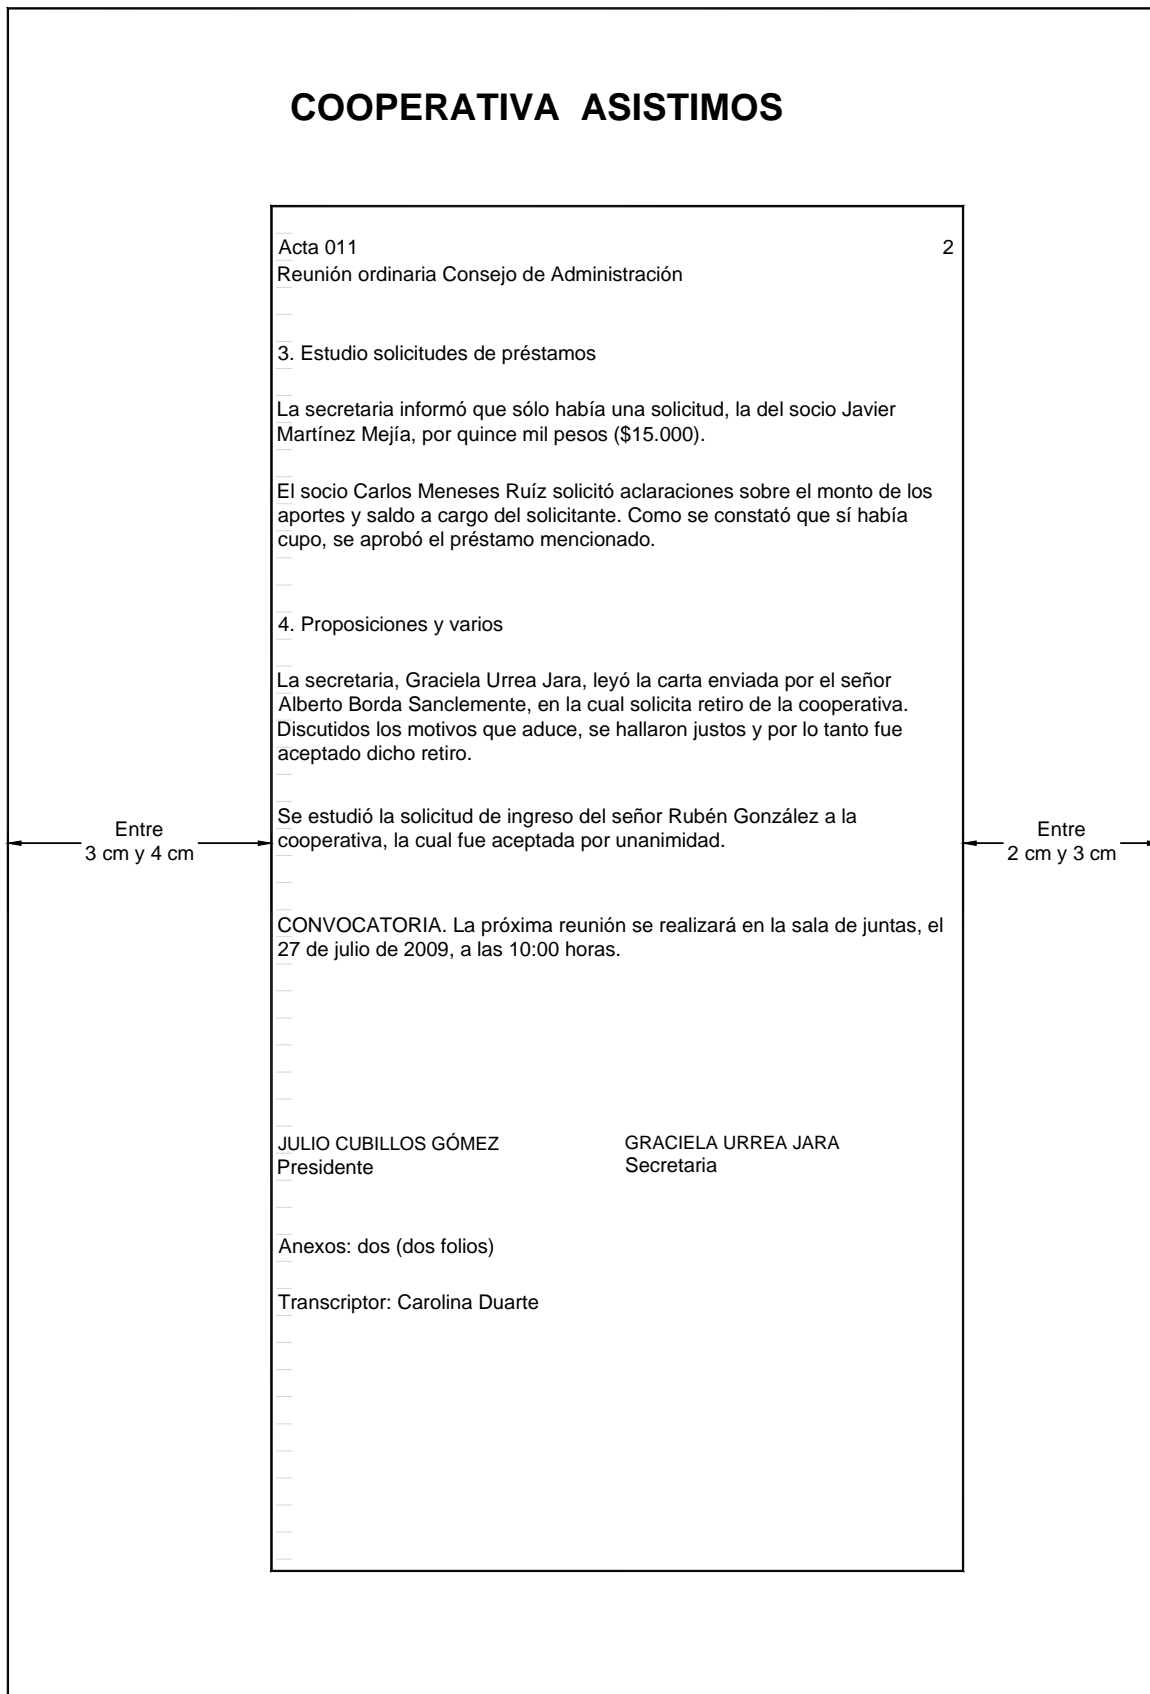 COOPERATIVA ASISTIMOS
Acta 011 2
Reunión ordinaria Consejo de Administración
3. Estudio solicitudes de préstamos
La secretaria informó que sólo había una solicitud, la del socio Javier
Martínez Mejía, por quince mil pesos ($15.000).
El socio Carlos Meneses Ruíz solicitó aclaraciones sobre el monto de los
aportes y saldo a cargo del solicitante. Como se constató que sí había
cupo, se aprobó el préstamo mencionado.
4. Proposiciones y varios
La secretaria, Graciela Urrea Jara, leyó la carta enviada por el señor
Alberto Borda Sanclemente, en la cual solicita retiro de la cooperativa.
Discutidos los motivos que aduce, se hallaron justos y por lo tanto fue
aceptado dicho retiro.
Se estudió la solicitud de ingreso del señor Rubén González a la
cooperativa, la cual fue aceptada por unanimidad.
Entre
3 cm y 4 cm
Entre
2 cm y 3 cm
CONVOCATORIA. La próxima reunión se realizará en la sala de juntas, el
27 de julio de 2009, a las 10:00 horas.
JULIO CUBILLOS GÓMEZ GRACIELA URREA JARA
Presidente Secretaria
Anexos: dos (dos folios)
Transcriptor: Carolina Duarte